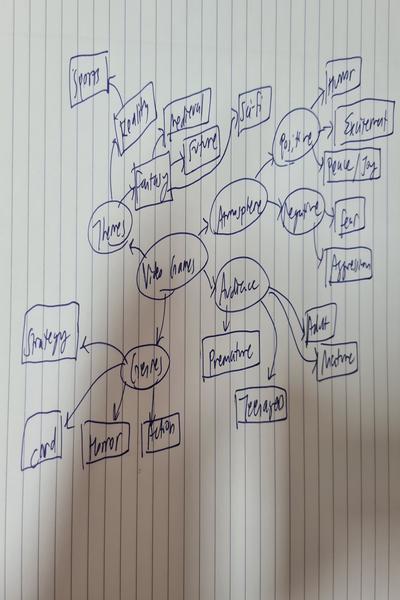 Sports
Reality
Medieval
Future
Sci-fi
Fantasy
Themes
Humor
Positive
Excitement
Peace/Joy
Atmosphere
Negative
Fear
Aggression
Video Games
Audience
Adult
Mature
Premature
Teenaged
Strategy
Genres
Card
Horror
Action